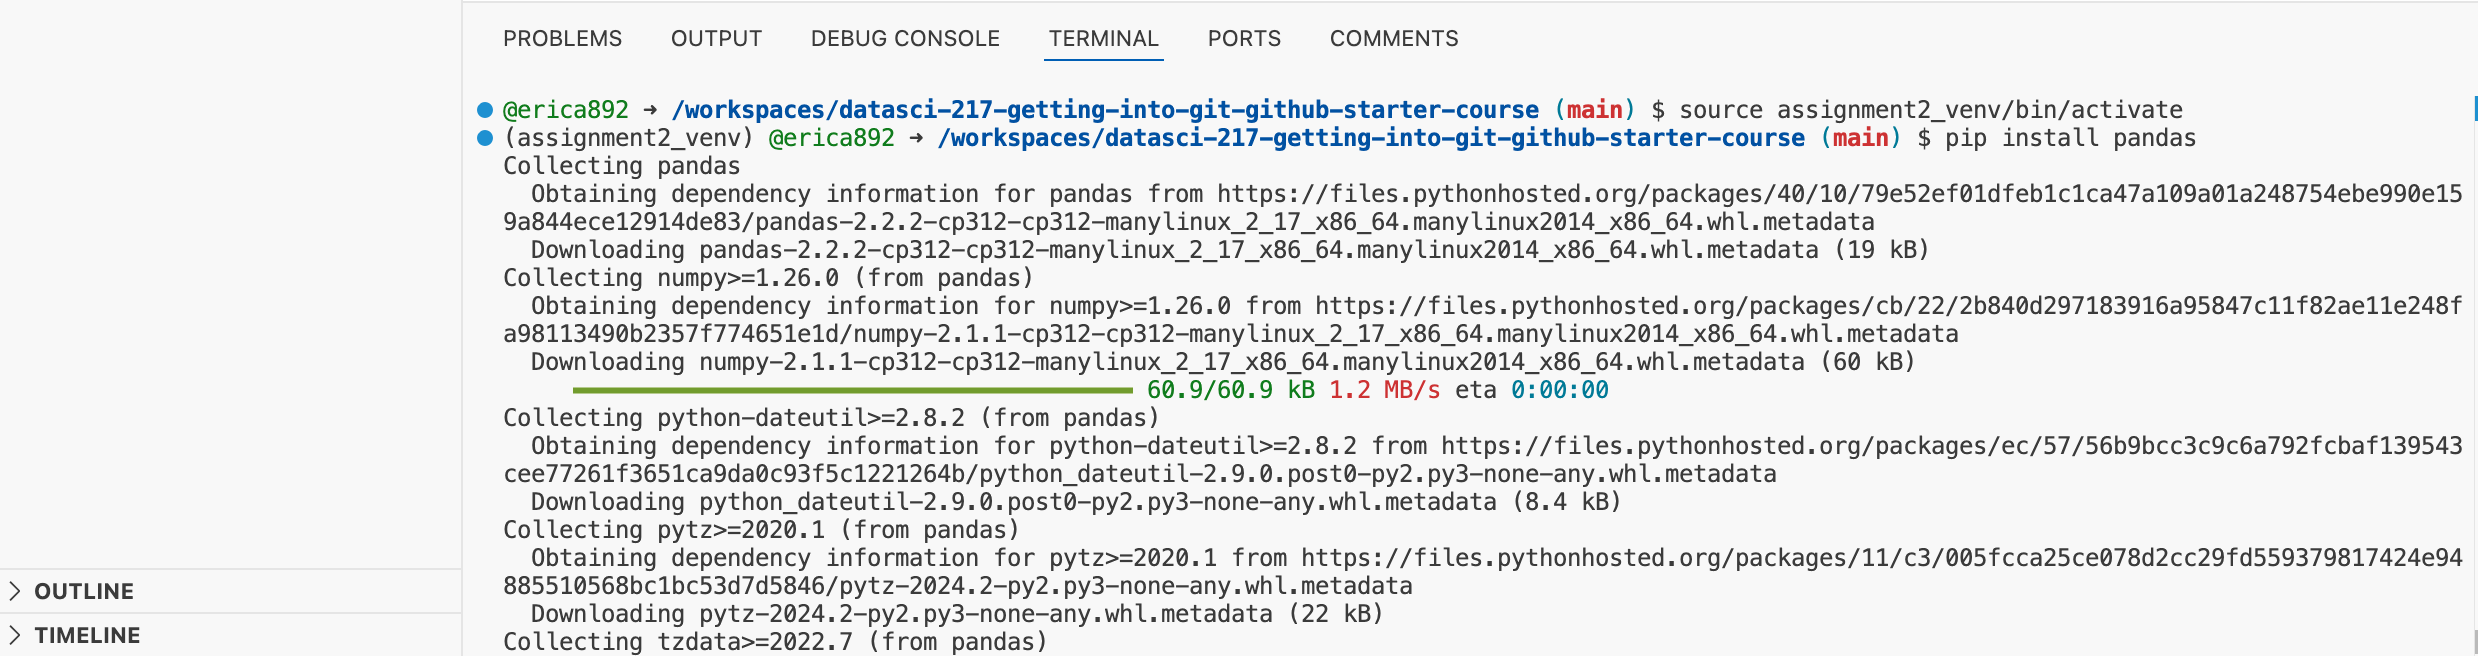 PROBLEMS OUTPUT DEBUG CONSOLE TERMINAL PORTS COMMENTS
@erica892 → /workspaces/datasci-217-getting-into-git-github-starter-course (main) $ source assignment2_venv/bin/activate
(assignment2_venv) @erica892 → /workspaces/datasci-217-getting-into-git-github-starter-course (main) $ pip install pandas
Collecting pandas
  Obtaining dependency information for pandas from https://files.pythonhosted.org/packages/40/10/79e52ef01dfeb1c1ca47a109a01a248754ebe990e15
9a844ece12914de83/pandas-2.2.2-cp312-cp312-manylinux_2_17_x86_64.manylinux2014_x86_64.whl.metadata
  Downloading pandas-2.2.2-cp312-cp312-manylinux_2_17_x86_64.manylinux2014_x86_64.whl.metadata (19 kB)
Collecting numpy>=1.26.0 (from pandas)
  Obtaining dependency information for numpy>=1.26.0 from https://files.pythonhosted.org/packages/cb/22/2b840d297183916a95847c11f82ae11e248f
a98113490b2357f774651e1d/numpy-2.1.1-cp312-cp312-manylinux_2_17_x86_64.manylinux2014_x86_64.whl.metadata
  Downloading numpy-2.1.1-cp312-cp312-manylinux_2_17_x86_64.manylinux2014_x86_64.whl.metadata (60 kB)
60.9/60.9 kB 1.2 MB/s eta 0:00:00
Collecting python-dateutil>=2.8.2 (from pandas)
  Obtaining dependency information for python-dateutil>=2.8.2 from https://files.pythonhosted.org/packages/ec/57/56b9bcc3c9c6a792fcbaf139543
cee77261f3651ca9da0c93f5c1221264b/python_dateutil-2.9.0.post0-py2.py3-none-any.whl.metadata
  Downloading python_dateutil-2.9.0.post0-py2.py3-none-any.whl.metadata (8.4 kB)
Collecting pytz>=2020.1 (from pandas)
  Obtaining dependency information for pytz>=2020.1 from https://files.pythonhosted.org/packages/11/c3/005fcca25ce078d2cc29fd559379817424e94
885510568bc1bc53d7d5846/pytz-2024.2-py2.py3-none-any.whl.metadata
  Downloading pytz-2024.2-py2.py3-none-any.whl.metadata (22 kB)
Collecting tzdata>=2022.7 (from pandas)
OUTLINE
TIMELINE